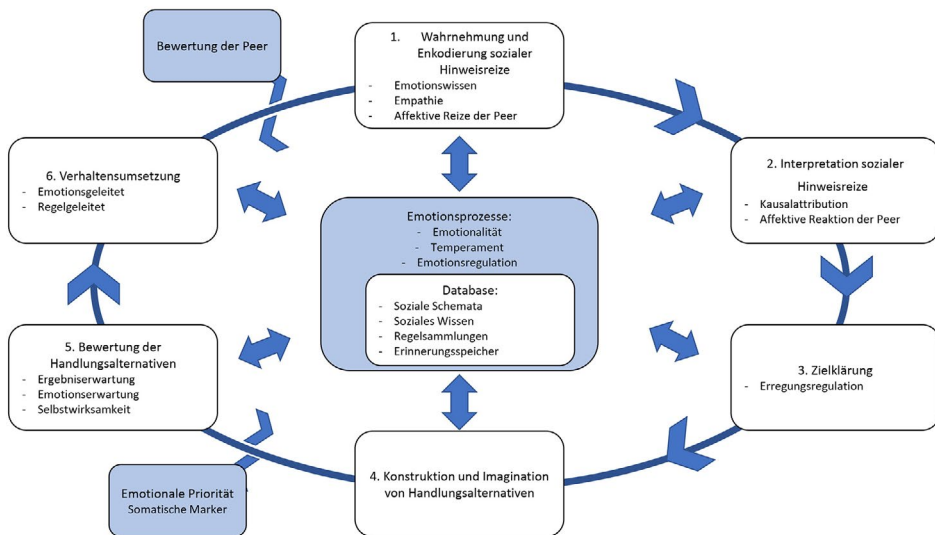 Bewertung der Peer
1. Wahrnehmung und
Enkodierung sozialer
Hinweisreize
- Emotionswissen
- Empathie
- Affektive Reize der Peer
2. Interpretation sozialer
Hinweisreize
- Kausalattribution
- Affektive Reaktion der Peer
3. Zielklärung
- Erregungsregulation
4. Konstruktion und Imagination
von Handlungsalternativen
5. Bewertung der
Handlungsalternativen
- Ergebniserwartung
- Emotionserwartung
- Selbstwirksamkeit
Emotionale Priorität
Somatische Marker
6. Verhaltensumsetzung
- Emotionsgeleitet
- Regelgeleitet
Emotionsprozesse:
- Emotionalität
- Temperament
- Emotionsregulation
Database:
- Soziale Schemata
- Soziales Wissen
- Regelsammlungen
- Erinnerungsspeicher